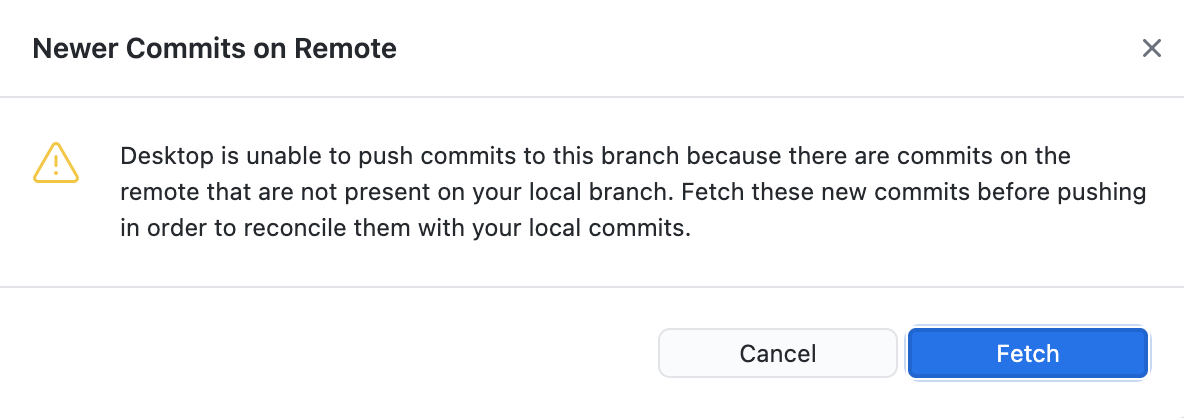 Newer Commits on Remote
Desktop is unable to push commits to this branch because there are commits on the
remote that are not present on your local branch. Fetch these new commits before pushing
in order to reconcile them with your local commits.
Cancel
Fetch